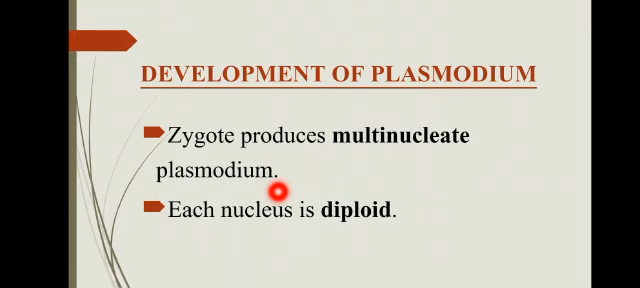 DEVELOPMENT OF PLASMODIUM
Zygote produces multinucleate
plasmodium.
Each nucleus is diploid.